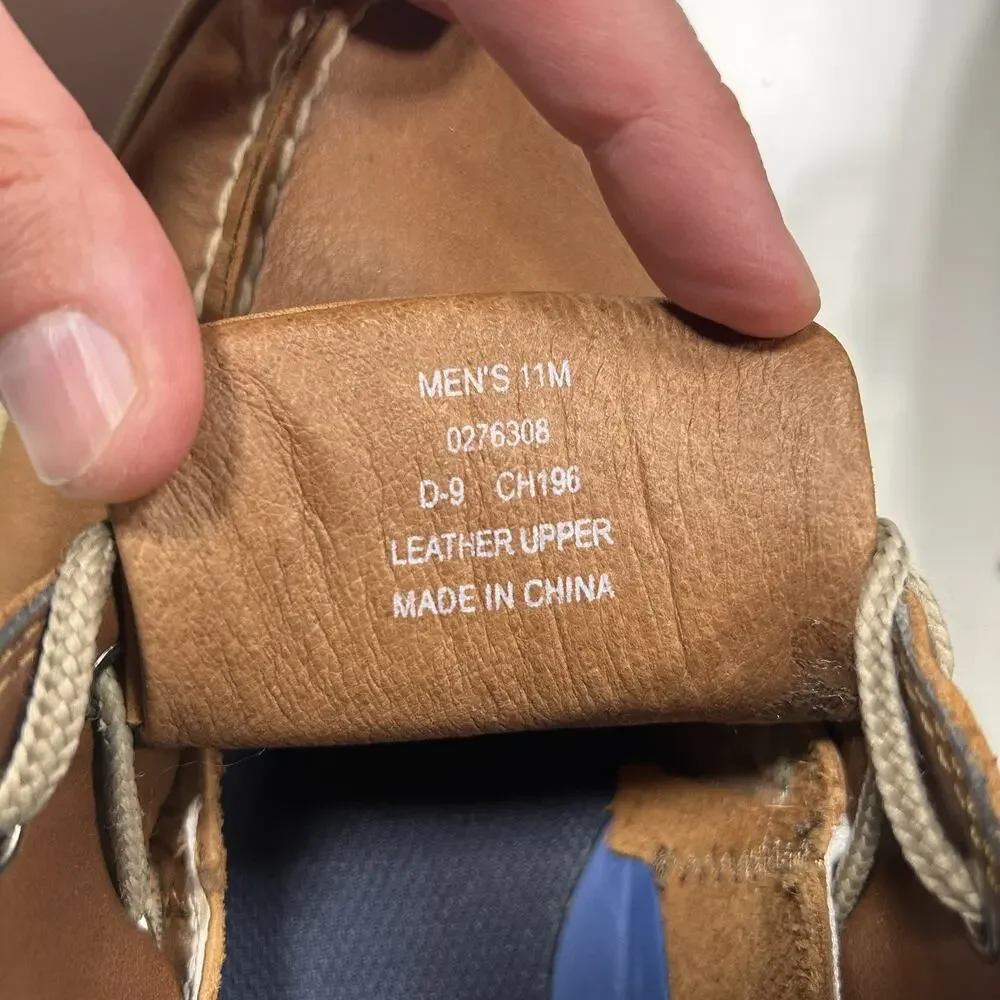 MEN'S 11M
0276308
D-9 CH196
LEATHER UPPER
MADE IN CHINA